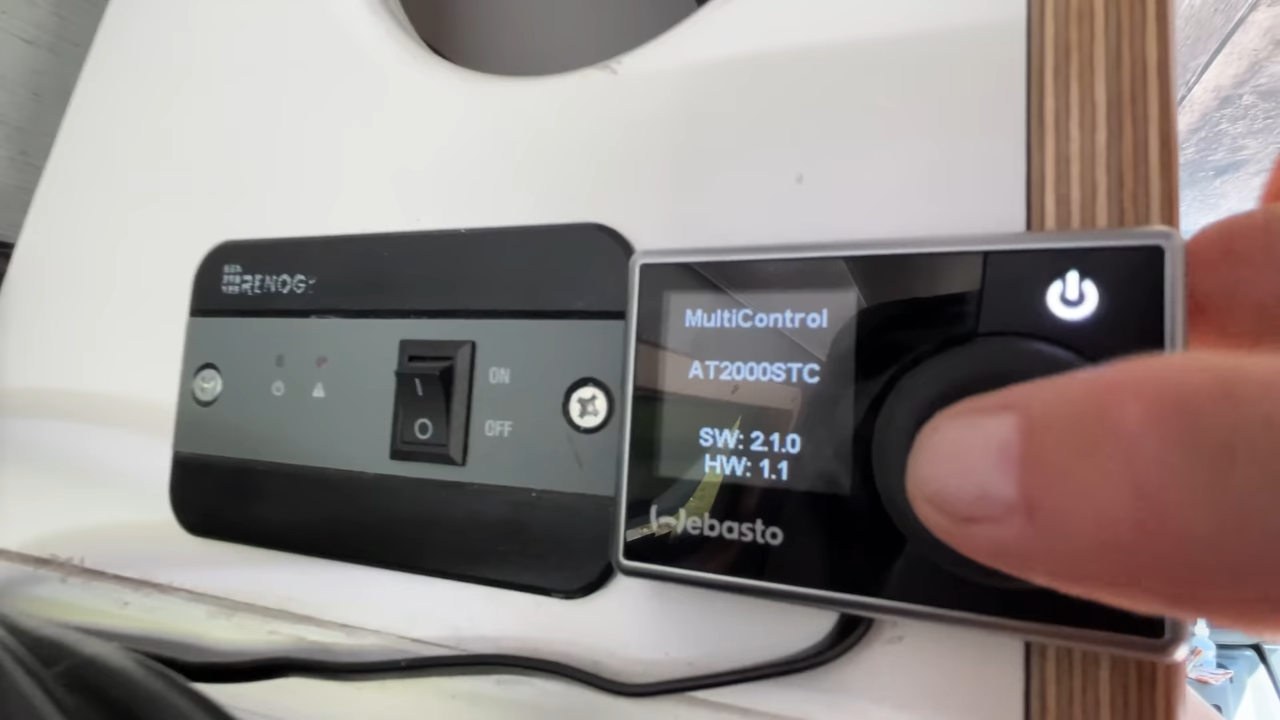 RENOGY
ON
OFF
I
O
MultiControl
AT2000STC
SW: 2.1.0
HW: 1.1
Webasto